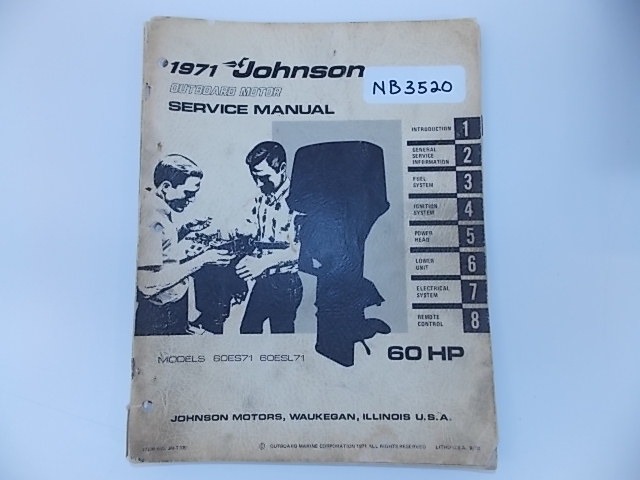 1971 Johnson
OUTBOARD MOTOR
SERVICE MANUAL
NB3520
INTRODUCTION 1
GENERAL
SERVICE
INFORMATION 2
FUEL
SYSTEM 3
IGNITION
SYSTEM 4
POWER
HEAD 5
LOWER
UNIT 6
ELECTRICAL
SYSTEM 7
REMOTE
CONTROL 8
MODELS 60ES71 60ESL71
60 HP
JOHNSON MOTORS, WAUKEGAN, ILLINOIS U.S.A.
© OUTBOARD MARINE CORPORATION 1971 ALL RIGHTS RESERVED
LITHO U.S.A.